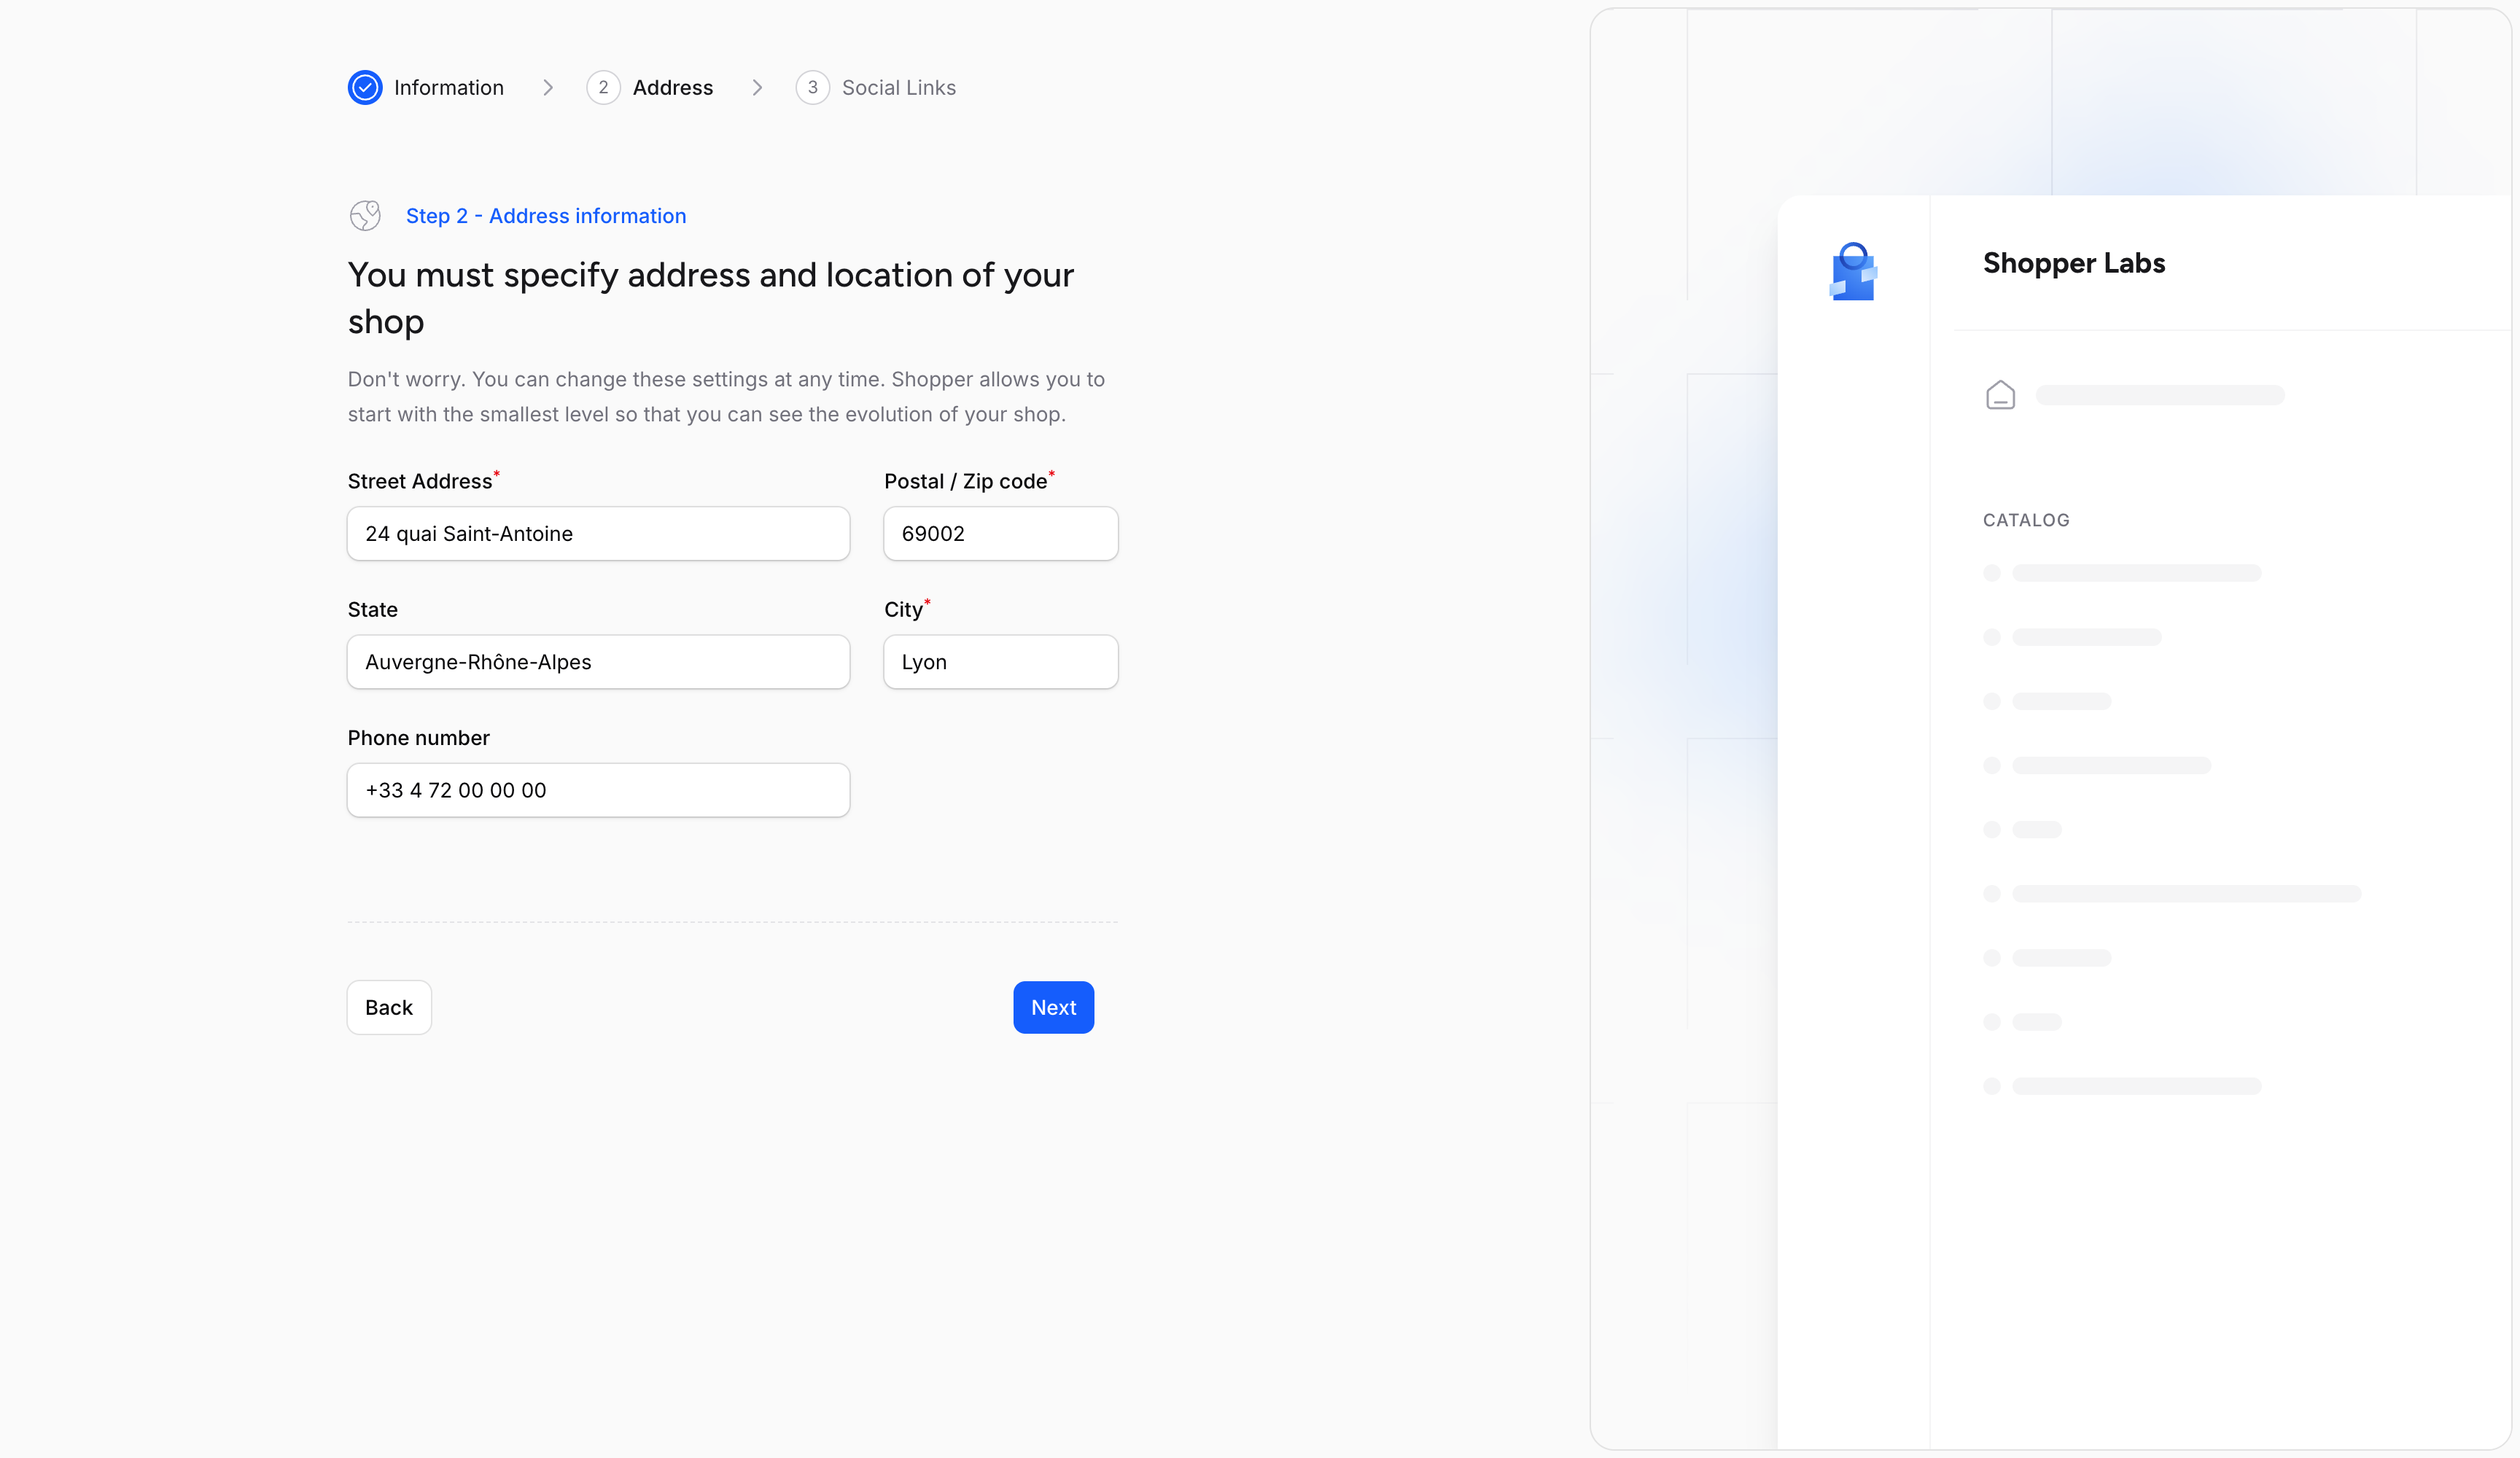 Information
2
Address
3
Social Links
Step 2 - Address information
You must specify address and location of your
shop
Don't worry. You can change these settings at any time. Shopper allows you to
start with the smallest level so that you can see the evolution of your shop.
Street Address*
Postal / Zip code*
24 quai Saint-Antoine
69002
State
City*
Auvergne-Rhône-Alpes
Lyon
Phone number
+33 4 72 00 00 00
Back
Next
Shopper Labs
CATALOG